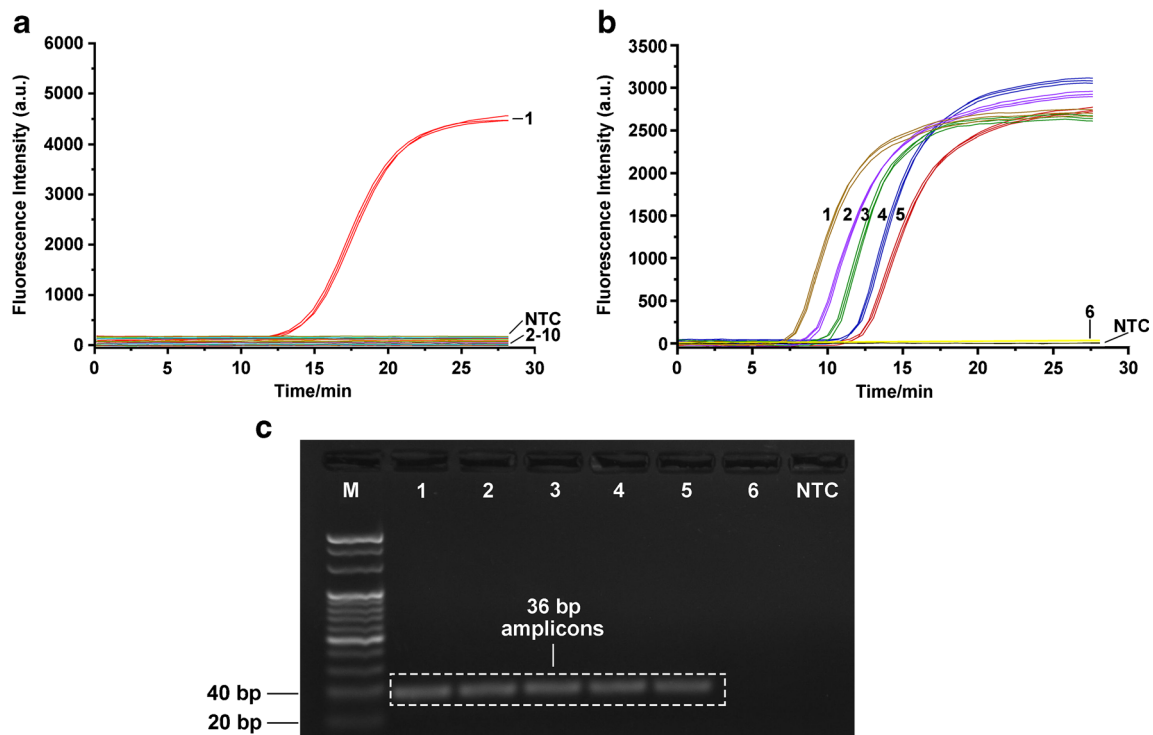 a
Fluorescence Intensity (a.u.)
6000
5000
4000
3000
2000
1000
0
0 5 10 15 20 25 30
Time/min
1
NTC
2-10
b
Fluorescence Intensity (a.u.)
3500
3000
2500
2000
1500
1000
500
0
0 5 10 15 20 25 30
Time/min
1 2 3 4 5
6
NTC
c
M 1 2 3 4 5 6 NTC
36 bp
amplicons
40 bp
20 bp